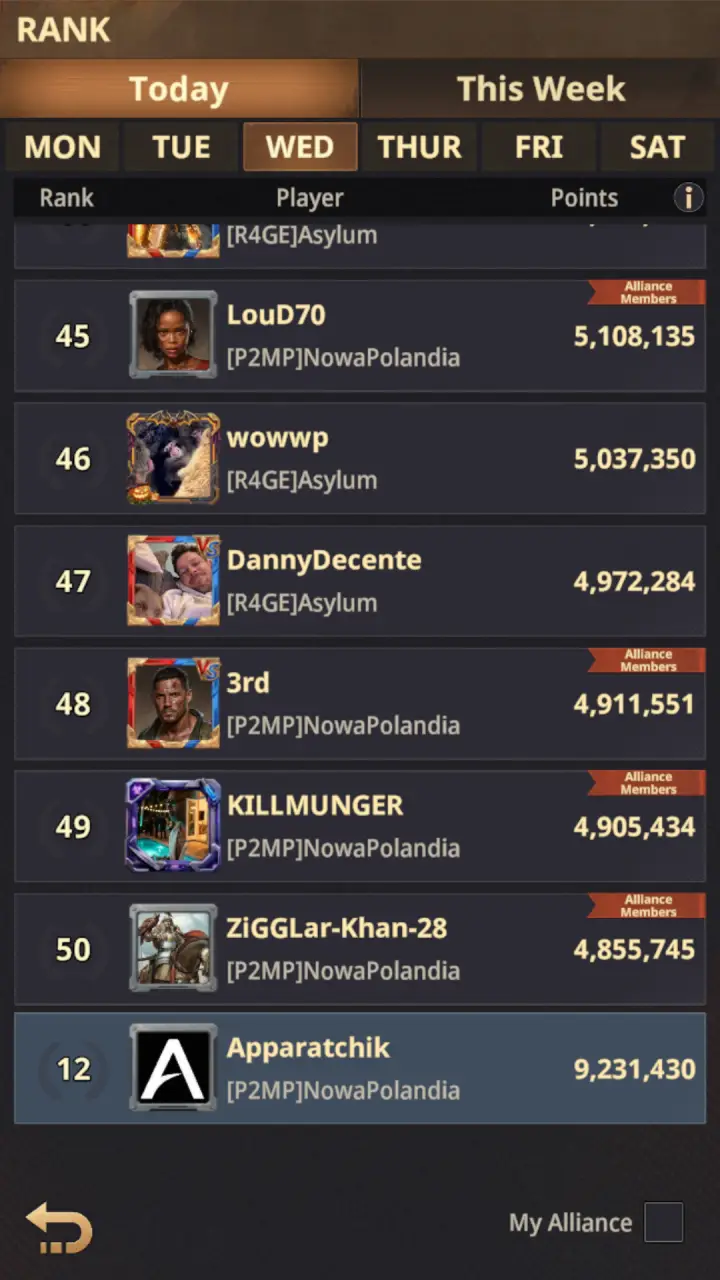 RANK
Today
This Week
MON
TUE
WED
THUR
FRI
SAT
Rank
Player
Points
i
[R4GE]Asylum
Alliance
Members
45
LouD70
[P2MP]NowaPolandia
5,108,135
46
wowwp
[R4GE]Asylum
5,037,350
47
DannyDecente
[R4GE]Asylum
4,972,284
Alliance
Members
48
3rd
[P2MP]NowaPolandia
4,911,551
Alliance
Members
49
KILLMUNGER
[P2MP]NowaPolandia
4,905,434
Alliance
Members
50
ZiGGLar-Khan-28
[P2MP]NowaPolandia
4,855,745
12
A
Apparatchik
[P2MP]NowaPolandia
9,231,430
My Alliance